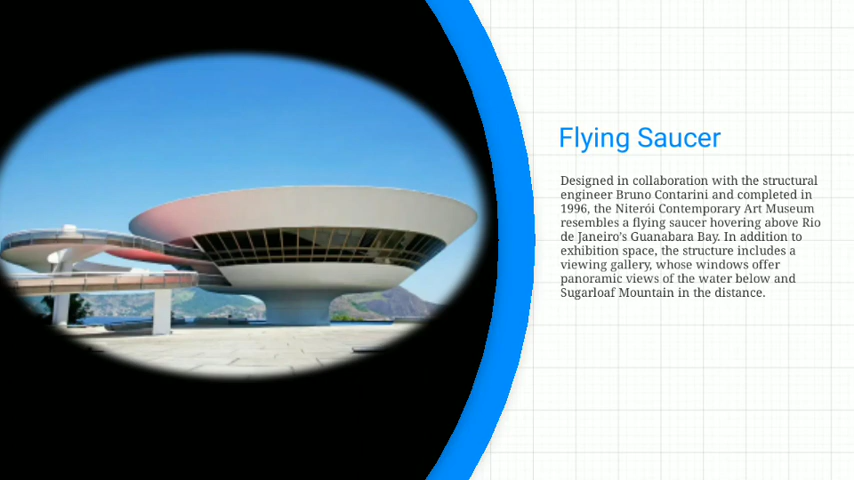 Flying Saucer
Designed in collaboration with the structural
engineer Bruno Contarini and completed in
1996, the Niterói Contemporary Art Museum
resembles a flying saucer hovering above Rio
de Janeiro’s Guanabara Bay. In addition to
exhibition space, the structure includes a
viewing gallery, whose windows offer
panoramic views of the water below and
Sugarloaf Mountain in the distance.